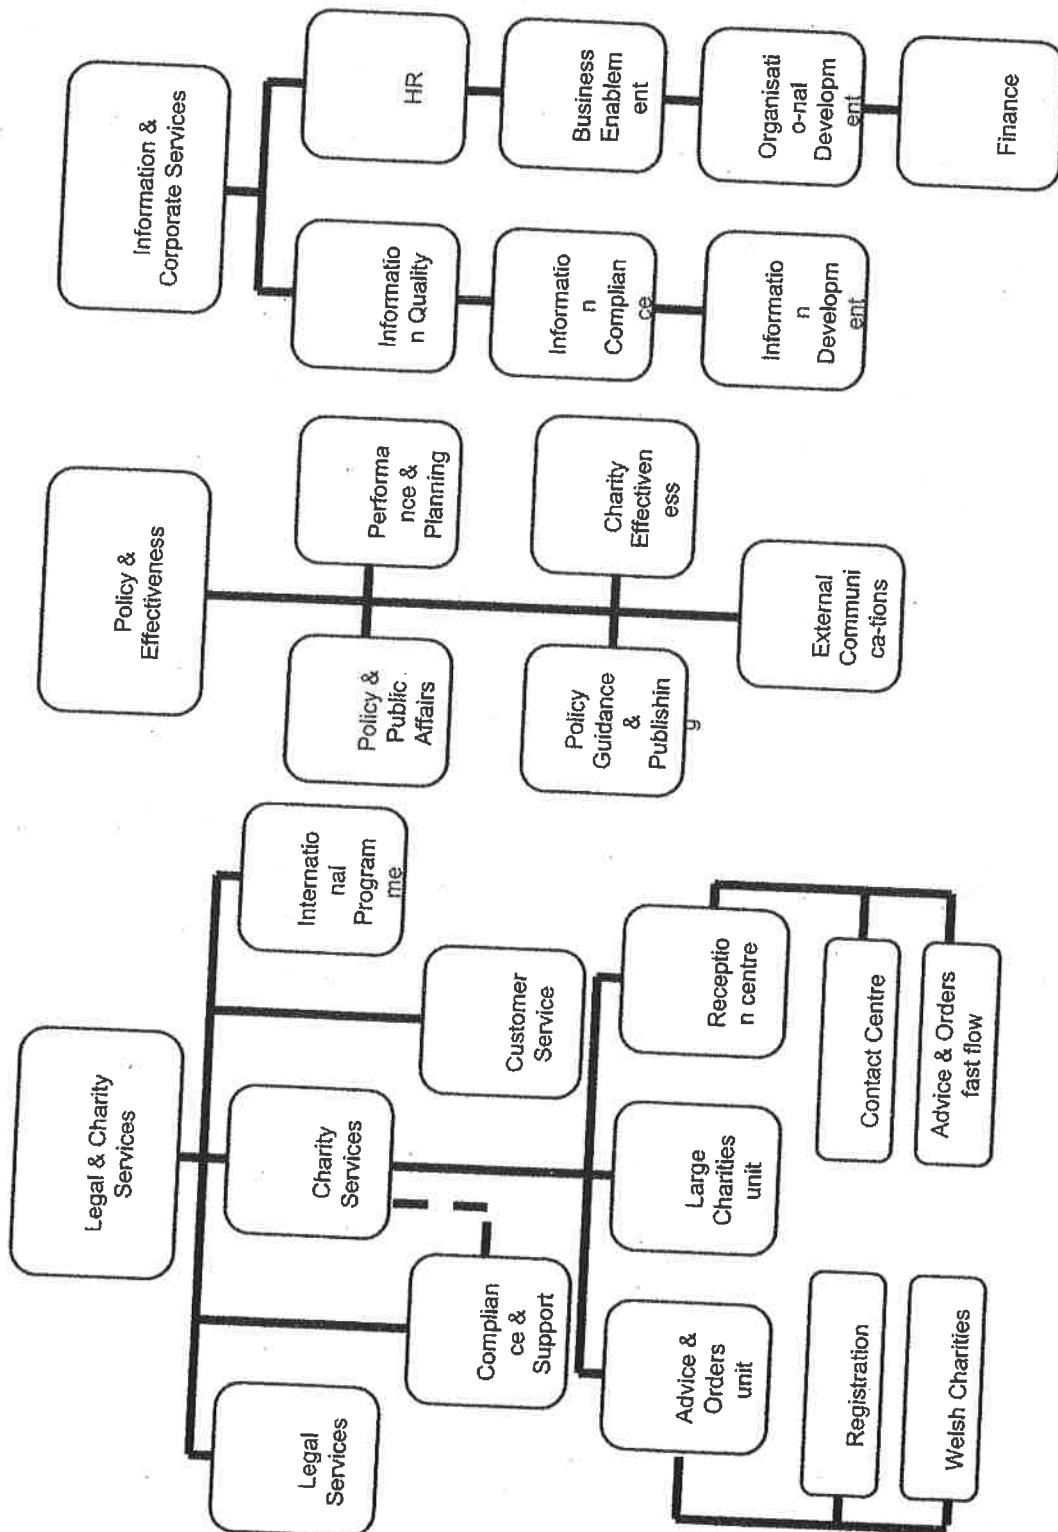 Legal & Charity
Services
Legal
Services
Complian
ce &
Support
Charity
Services
Customer
Service
Internatio
nal
Program
me
Advice &
Orders
unit
Large
Charities
unit
Receptio
n centre
Registration
Welsh Charities
Contact Centre
Advice & Orders
fast flow
Policy &
Effectiveness
Policy &
Public
Affairs
Performa
nce &
Planning
Policy
Guidance
&
Publishin
g
Charity
Effectiven
ess
External
Communi
ca-tions
Information &
Corporate Services
Informatio
n Quality
HR
Informatio
n
Complian
ce
Business
Enablem
ent
Informatio
n
Developm
ent
Organisati
o-nal
Developm
ent
Finance